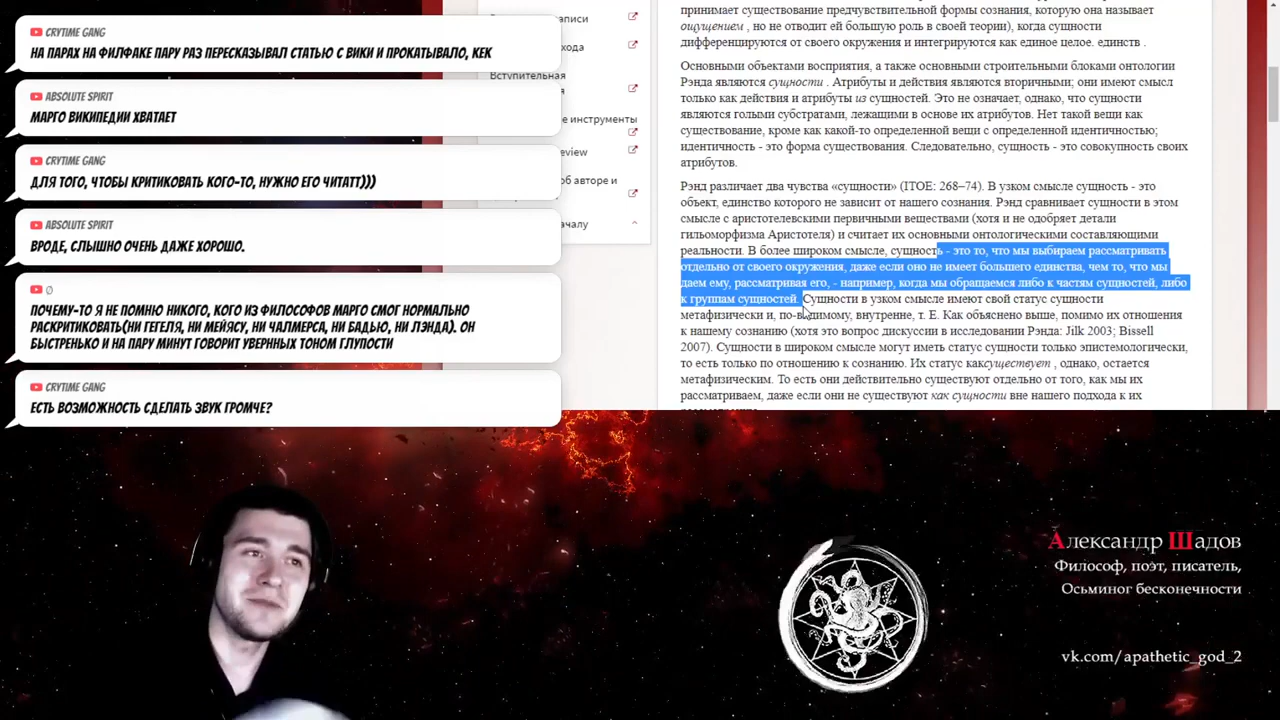 CRYTIME GANG
НА ПАРАХ НА ФИЛФАКЕ ПАРУ РАЗ ПЕРЕСКАЗЫВАЛ СТАТЬЮ С ВИКИ И ПРОКАТЫВАЛО, КЕК
ABSOLUTE SPIRIT
МАРГО ВИКИПЕДИИ ХВАТАЕТ
CRYTIME GANG
ДЛЯ ТОГО, ЧТОБЫ КРИТИКОВАТЬ КОГО-ТО, НУЖНО ЕГО ЧИТАТТ)))
ABSOLUTE SPIRIT
ВРОДЕ, СЛЫШНО ОЧЕНЬ ДАЖЕ ХОРОШО.
ПОЧЕМУ-ТО Я НЕ ПОМНЮ НИКОГО, КОГО ИЗ ФИЛОСОФОВ МАРГО СМОГ НОРМАЛЬНО
РАСКРИТИКОВАТЬ(НИ ГЕГЕЛЯ, НИ МЕЙЯСУ, НИ ЧАЛМЕРСА, НИ БАДЬЮ, НИ ЛЭНДА). ОН
БЫСТРЕНЬКО И НА ПАРУ МИНУТ ГОВОРИТ УВЕРНЫХ ТОНОМ ГЛУПОСТИ
CRYTIME GANG
ЕСТЬ ВОЗМОЖНОСТЬ СДЕЛАТЬ ЗВУК ГРОМЧЕ?
Вступительная
е инструменты
об авторе и
принимает существование предчувствительной формы сознания, которую она называет
ощущением , но не отводит ей большую роль в своей теории), когда сущности
дифференцируются от своего окружения и интегрируются как единое целое. единств .
Основными объектами восприятия, а также основными строительными блоками онтологии
Рэнда являются сущности . Атрибуты и действия являются вторичными; они имеют смысл
только как действия и атрибуты из сущностей. Это не означает, однако, что сущности
являются голыми субстратами, лежащими в основе их атрибутов. Нет такой вещи как
существование, кроме как какой-то определенной вещи с определенной идентичностью;
идентичность - это форма существования. Следовательно, сущность - это совокупность своих
атрибутов.
Рэнд различает два чувства «сущности» (ITOE: 268–74). В узком смысле сущность - это
объект, единство которого не зависит от нашего сознания. Рэнд сравнивает сущности в этом
смысле с аристотелевскими первичными веществами (хотя и не одобряет детали
гильоморфизма Аристотеля) и считает их основными онтологическими составляющими
реальности. В более широком смысле, сущность - это то, что мы выбираем рассматривать
отдельно от своего окружения, даже если оно не имеет большего единства, чем то, что мы
даем ему, рассматривая его, - например, когда мы обращаемся либо к частям сущностей, либо
к группам сущностей. Сущности в узком смысле имеют свой статус сущности
метафизически и, по-видимому, внутренне, т. Е. Как объяснено выше, помимо их отношения
к нашему сознанию (хотя это вопрос дискуссии в исследовании Рэнда: Jilk 2003; Bissell
2007). Сущности в широком смысле могут иметь статус сущности только эпистемологически,
то есть только по отношению к сознанию. Их статус каксуществует , однако, остается
метафизическим. То есть они действительно существуют отдельно от того, как мы их
рассматриваем, даже если они не существуют как сущности вне нашего подхода к их
Александр Шадов
Философ, поэт, писатель,
Осьминог бесконечности
vk.com/apathetic_god_2